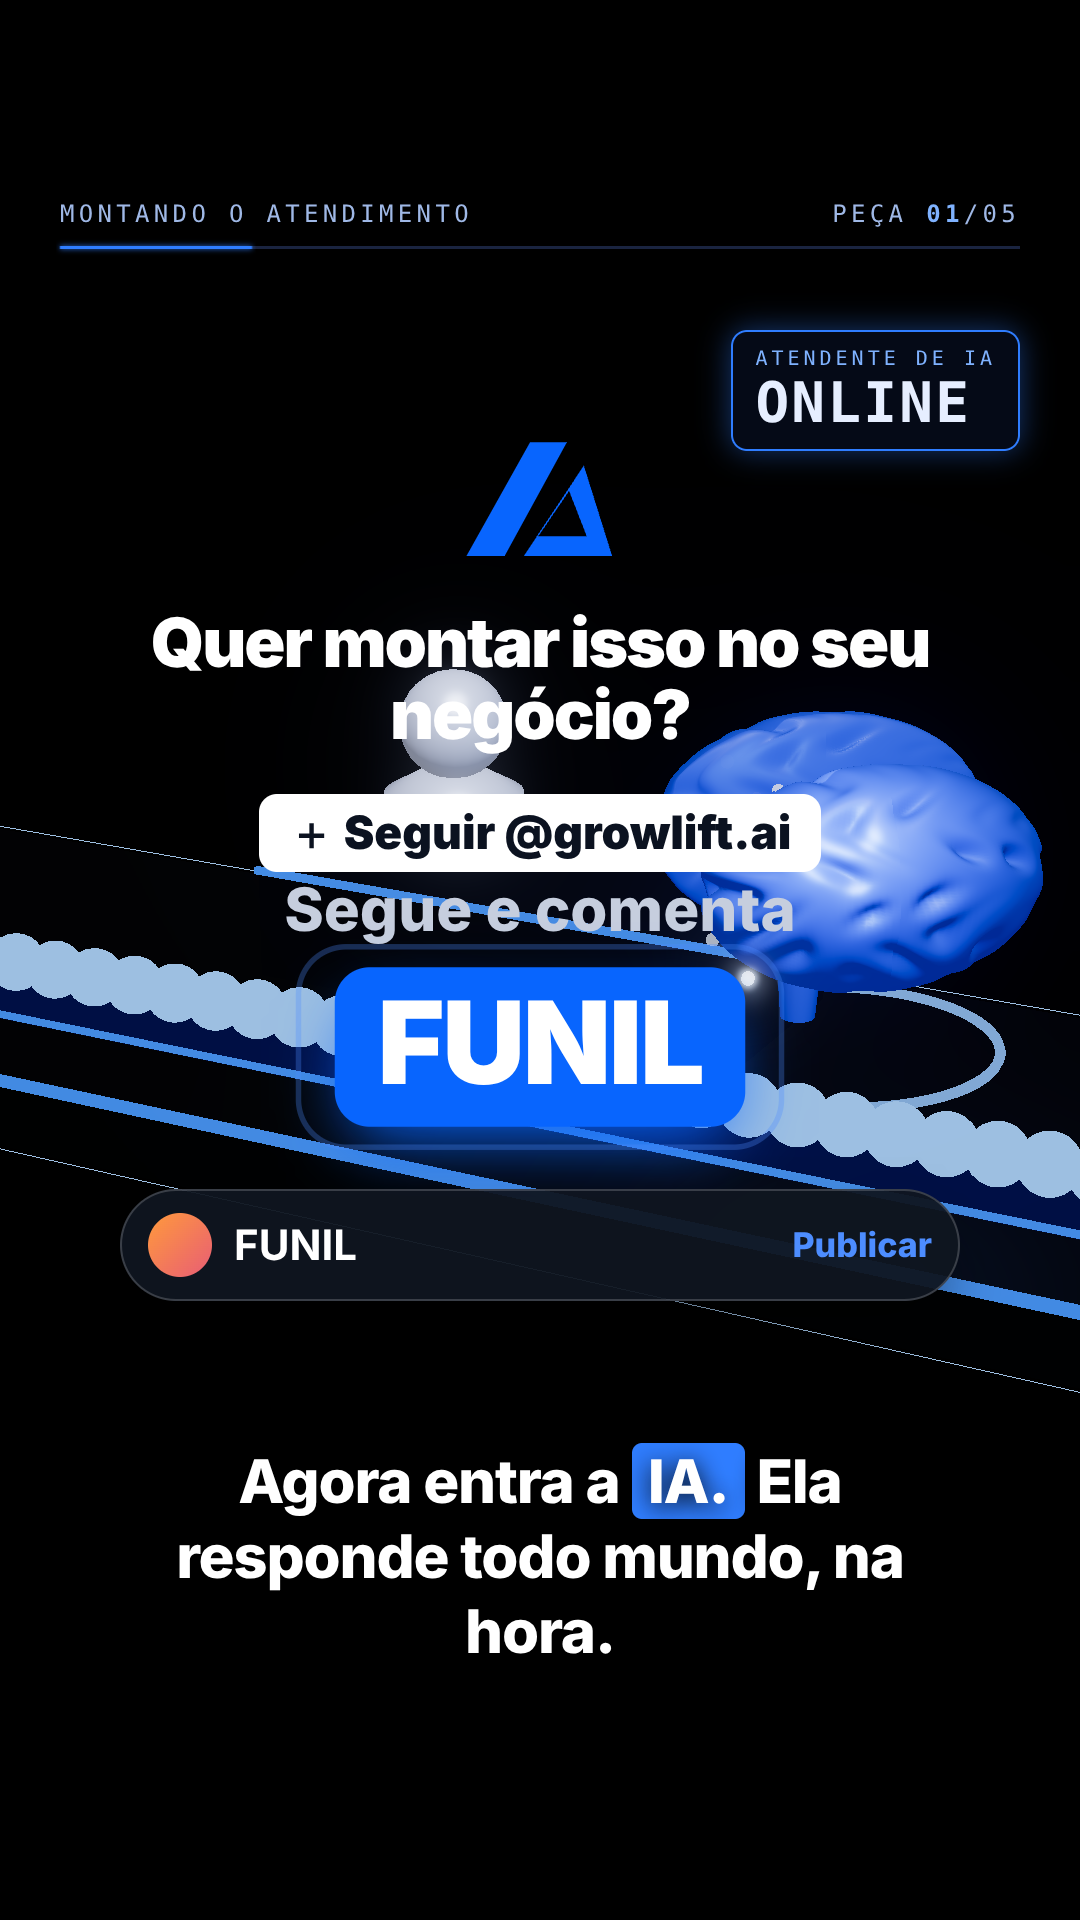 MONTANDO O ATENDIMENTO
PEÇA 01/05
ATENDENTE DE IA
ONLINE
Quer montar isso no seu
negócio?
+ Seguir @growlift.ai
Segue e comenta
FUNIL
FUNIL
Publicar
Agora entra a IA. Ela
responde todo mundo, na
hora.